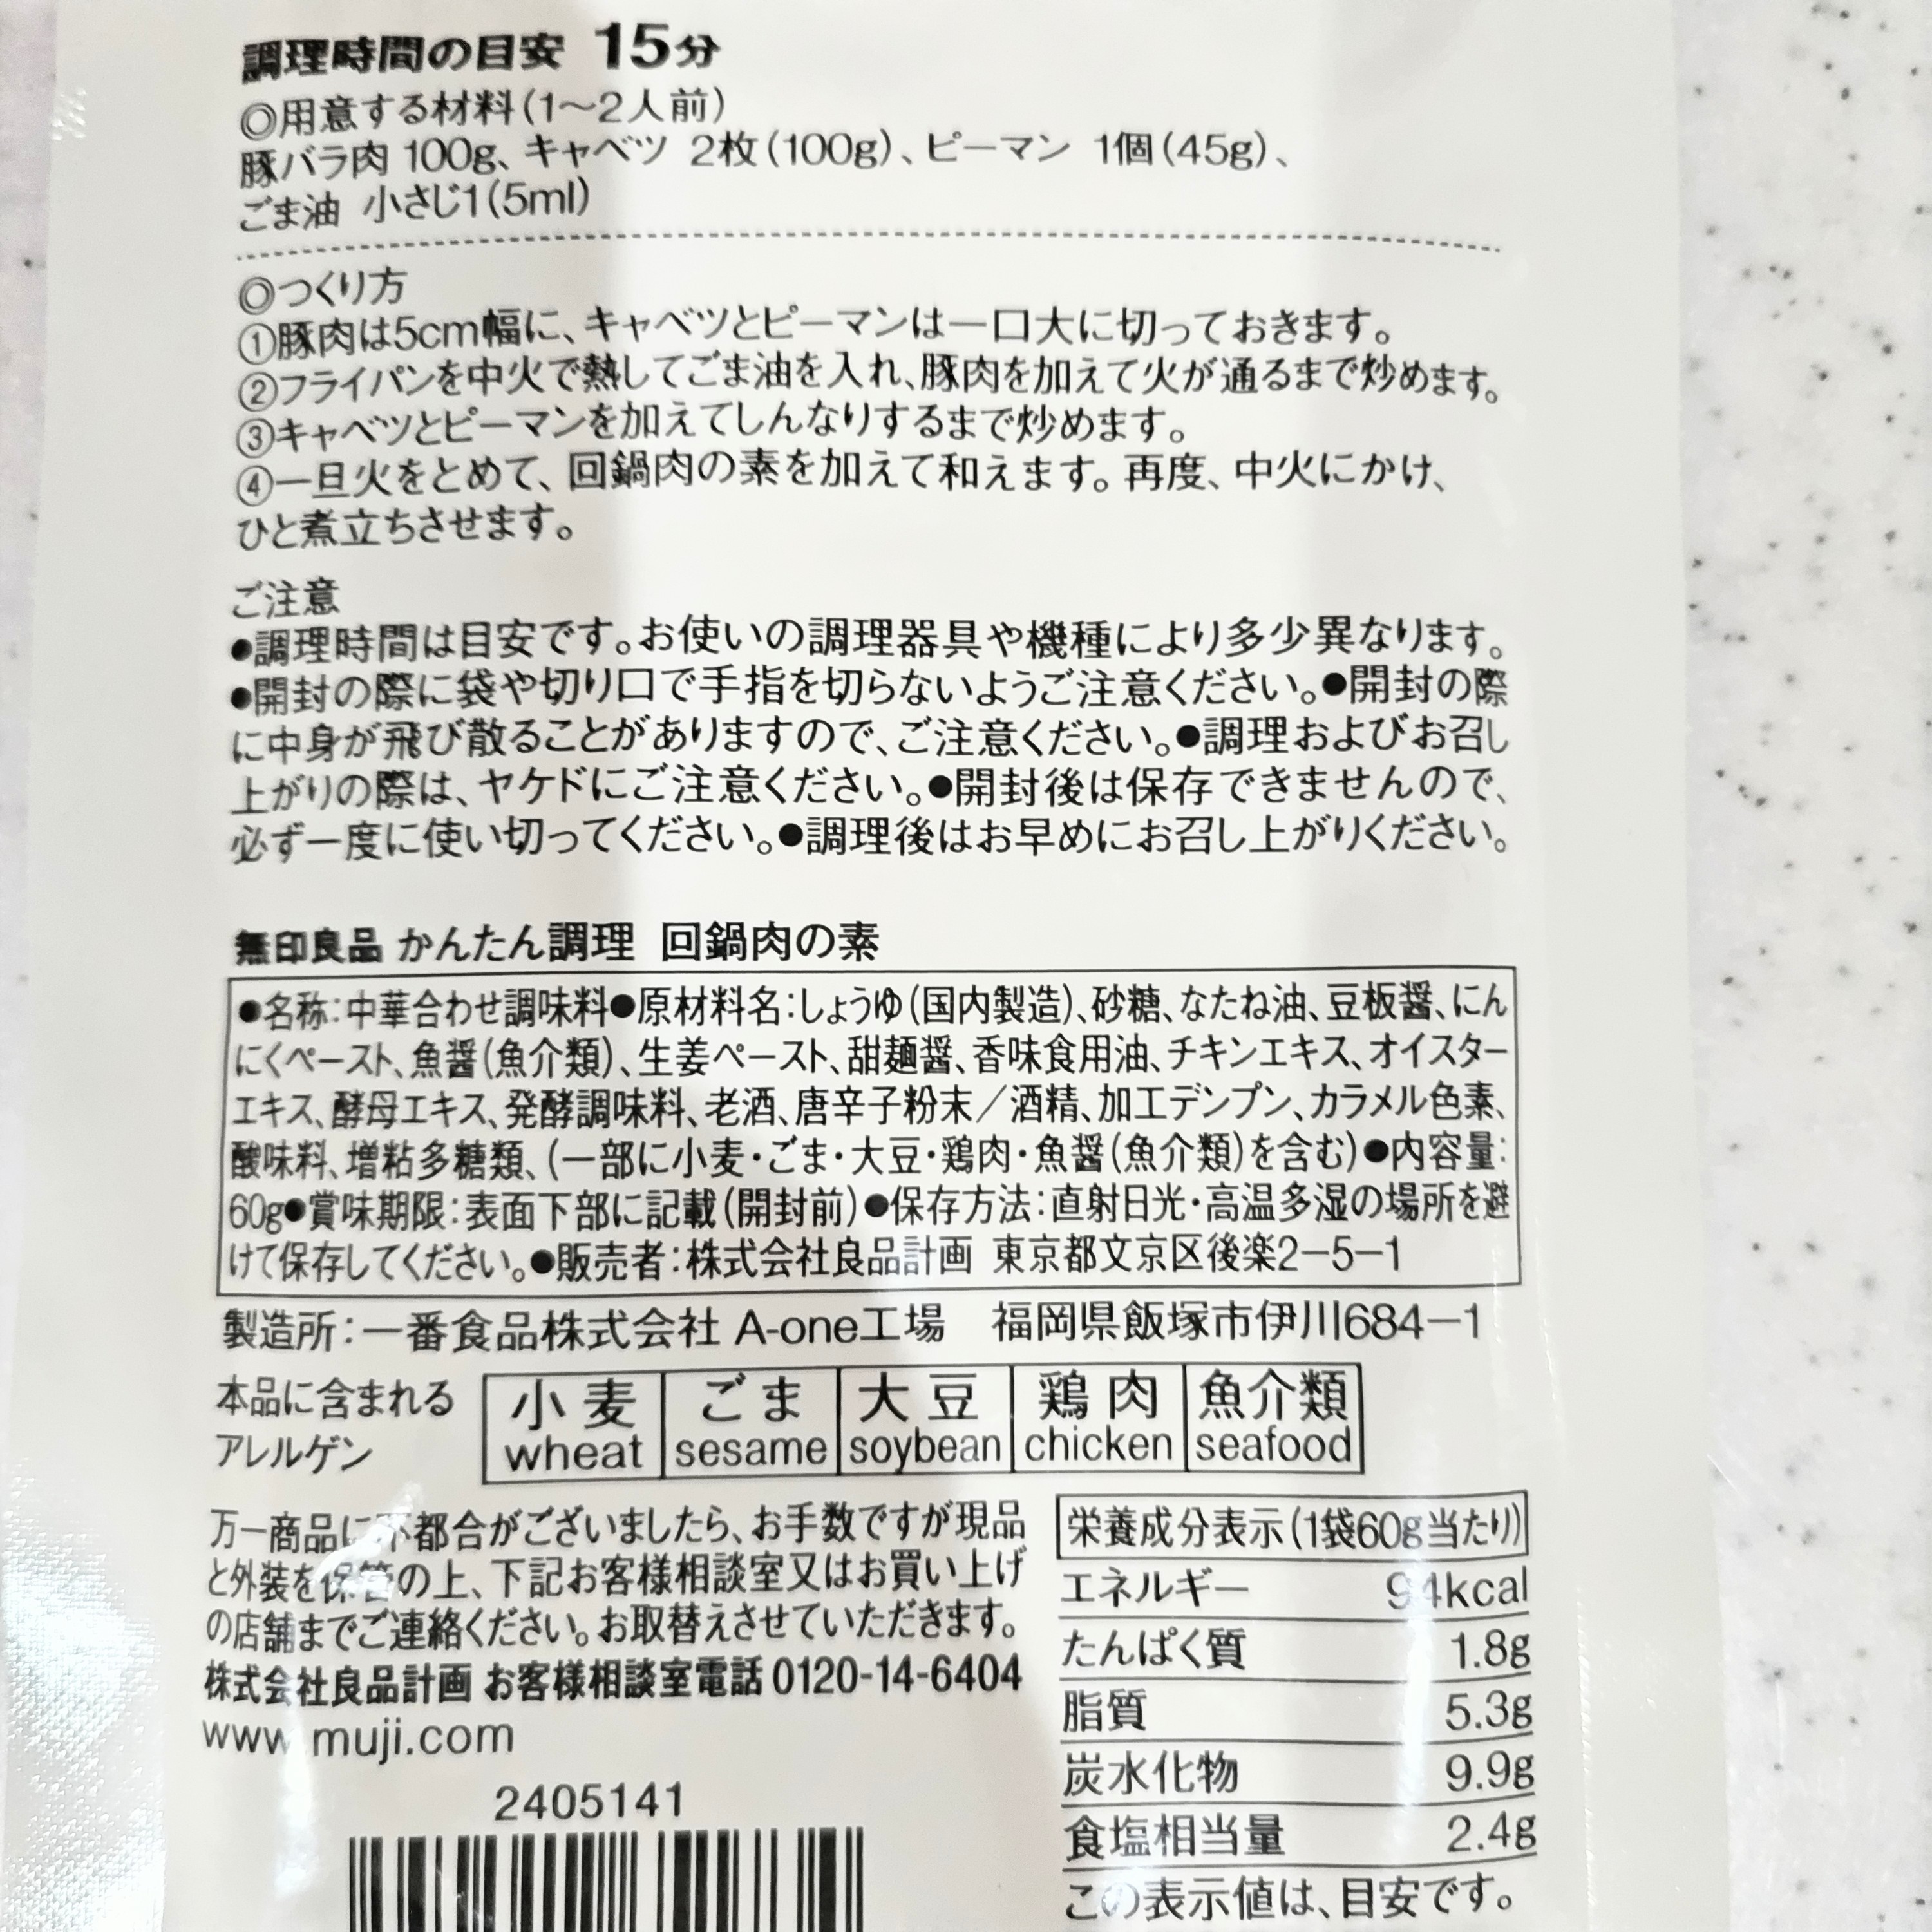 調理時間の目安 15分
◎用意する材料(1〜2人前)
豚バラ肉 100g、キャベツ 2枚(100g)、ピーマン 1個(45g)、
ごま油 小さじ1(5ml)
◎つくり方
①豚肉は5cm幅に、キャベツとピーマンは一口大に切っておきます。
②フライパンを中火で熱してごま油を入れ、豚肉を加えて火が通るまで炒めます。
③キャベツとピーマンを加えてしんなりするまで炒めます。
④一旦火をとめて、回鍋肉の素を加えて和えます。再度、中火にかけ、
ひと煮立ちさせます。
ご注意
●調理時間は目安です。お使いの調理器具や機種により多少異なります。
●開封の際に袋や切り口で手指を切らないようご注意ください。●開封の際
に中身が飛び散ることがありますので、ご注意ください。●調理およびお召し
上がりの際は、ヤケドにご注意ください。●開封後は保存できませんので、
必ず一度に使い切ってください。●調理後はお早めにお召し上がりください。
無印良品 かんたん調理 回鍋肉の素
●名称:中華合わせ調味料●原材料名:しょうゆ(国内製造)、砂糖、なたね油、豆板醤、にん
にくペースト、魚醤(魚介類)、生姜ペースト、甜麺醤、香味食用油、チキンエキス、オイスター
エキス、酵母エキス、発酵調味料、老酒、唐辛子粉末/酒精、加工デンプン、カラメル色素、
酸味料、増粘多糖類、(一部に小麦・ごま・大豆・鶏肉・魚醤(魚介類)を含む)●内容量:
60g●賞味期限:表面下部に記載(開封前)●保存方法:直射日光・高温多湿の場所を避
けて保存してください。●販売者:株式会社良品計画 東京都文京区後楽2-5-1
製造所:一番食品株式会社 A-one工場 福岡県飯塚市伊川684-1
本品に含まれる
アレルゲン
小麦 ごま 大豆 鶏肉 魚介類
wheat sesame soybean chicken seafood
万一商品に不都合がございましたら、お手数ですが現品
と外装を保管の上、下記お客様相談室又はお買い上げ
の店舗までご連絡ください。お取替えさせていただきます。
株式会社良品計画 お客様相談室電話 0120-14-6404
www.muji.com
2405141
栄養成分表示(1袋60g当たり)
エネルギー 94kcal
たんぱく質 1.8g
脂質 5.3g
炭水化物 9.9g
食塩相当量 2.4g
この表示値は、目安です。